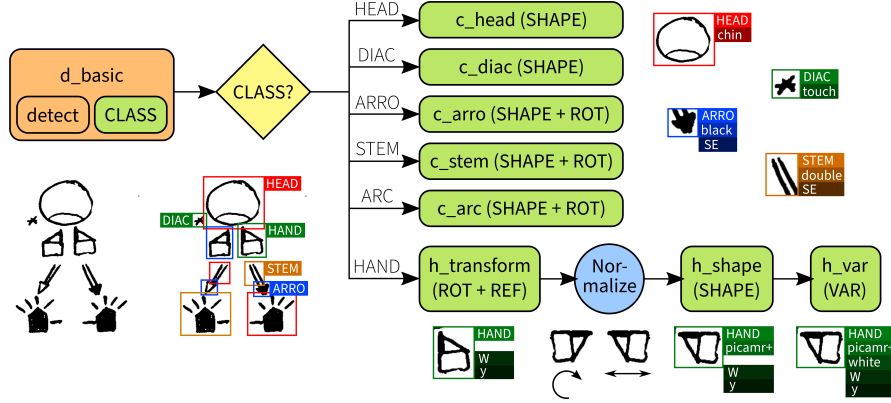 d_basic
detect
CLASS
CLASS?
HEAD
c_head (SHAPE)
DIAC
c_diac (SHAPE)
ARRO
c_arro (SHAPE + ROT)
STEM
c_stem (SHAPE + ROT)
ARC
c_arc (SHAPE + ROT)
HAND
h_transform
(ROT + REF)
Nor-
malize
h_shape
(SHAPE)
h_var
(VAR)
HEAD
chin
DIAC
touch
ARRO
black
SE
STEM
double
SE
HEAD
DIAC
HAND
STEM
ARRO
HAND
W
y
HAND
picamr+
W
y
HAND
picamr+
white
W
y